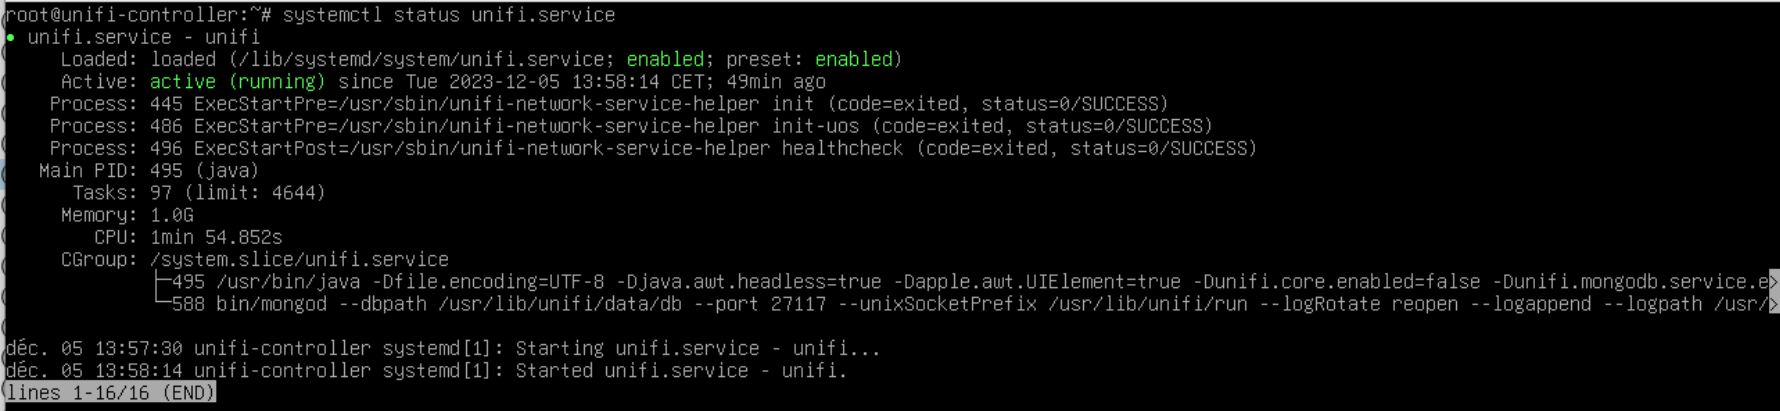 root@unifi-controller:~# systemctl status unifi.service
● unifi.service - unifi
Loaded: loaded (/lib/systemd/system/unifi.service; enabled; preset: enabled)
Active: active (running) since Tue 2023-12-05 13:58:14 CET; 49min ago
Process: 445 ExecStartPre=/usr/sbin/unifi-network-service-helper init (code=exited, status=0/SUCCESS)
Process: 486 ExecStartPre=/usr/sbin/unifi-network-service-helper init-uos (code=exited, status=0/SUCCESS)
Process: 496 ExecStartPost=/usr/sbin/unifi-network-service-helper healthcheck (code=exited, status=0/SUCCESS)
Main PID: 495 (java)
Tasks: 97 (limit: 4644)
Memory: 1.0G
CPU: 1min 54.852s
CGroup: /system.slice/unifi.service
├─495 /usr/bin/java -Dfile.encoding=UTF-8 -Djava.awt.headless=true -Dapple.awt.UIElement=true -Dunifi.core.enabled=false -Dunifi.mongodb.service.e>
└─588 bin/mongod --dbpath /usr/lib/unifi/data/db --port 27117 --unixSocketPrefix /usr/lib/unifi/run --logRotate reopen --logappend --logpath /usr/>
déc. 05 13:57:30 unifi-controller systemd[1]: Starting unifi.service - unifi...
déc. 05 13:58:14 unifi-controller systemd[1]: Started unifi.service - unifi.
lines 1-16/16 (END)